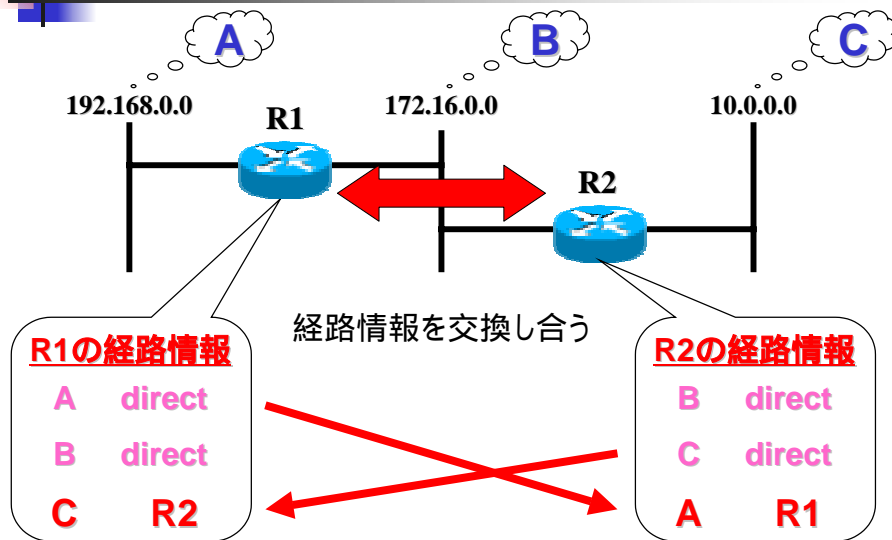 A
B
C
192.168.0.0
172.16.0.0
10.0.0.0
R1
R2
経路情報を交換し合う
R1の経路情報
A direct
B direct
C R2
R2の経路情報
B direct
C direct
A R1